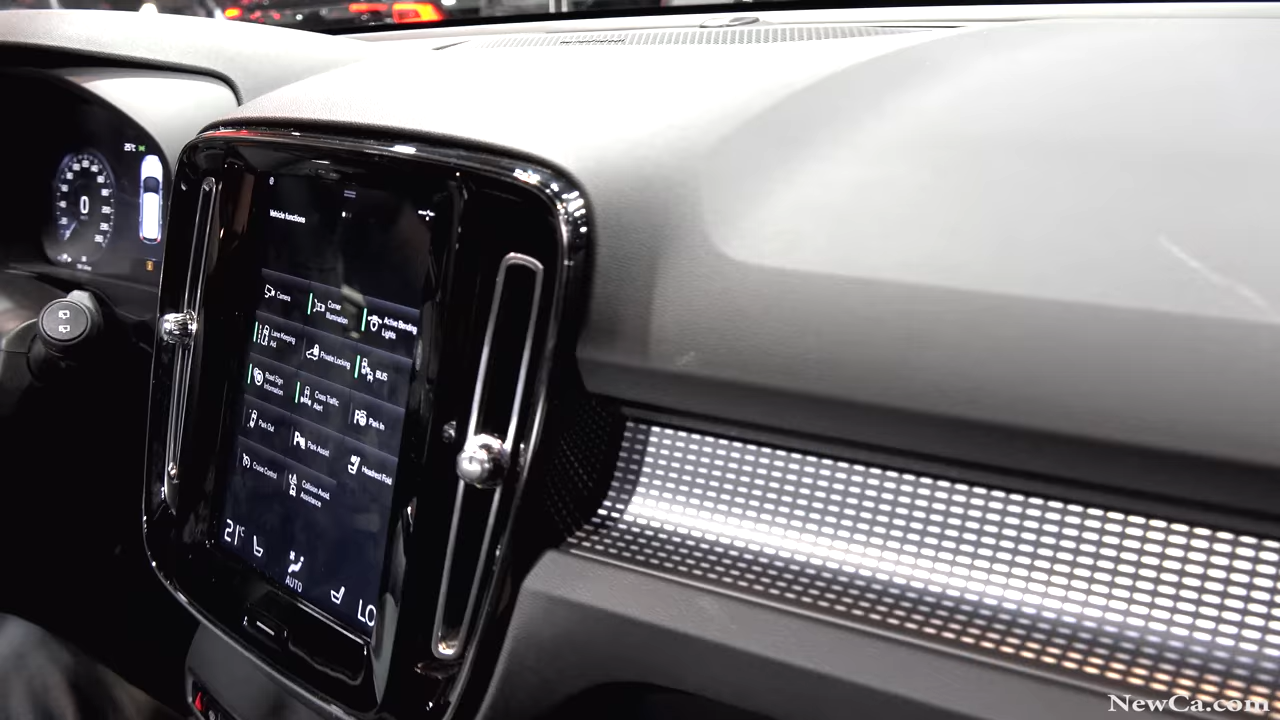 25°C
0
Vehicle functions
Camera
Corner
Illumination
Active Bending
Lights
Lane Keeping
Aid
Private Locking
BLIS
Road Sign
Information
Cross Traffic
Alert
Park In
Park Out
Park Assist
Headrest Fold
Cruise Control
Collision Avoid.
Assistance
21°C
AUTO
LO
NewCa.com